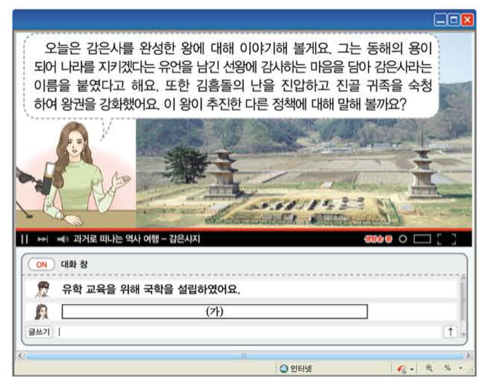 오늘은 감은사를 완성한 왕에 대해 이야기해 볼게요. 그는 동해의 용이
되어 나라를 지키겠다는 유언을 남긴 선왕에 감사하는 마음을 담아 감은사라는
이름을 붙였다고 해요. 또한 김흠돌의 난을 진압하고 진골 귀족을 숙청
하여 왕권을 강화했어요. 이 왕이 추진한 다른 정책에 대해 말해 볼까요?
과거로 떠나는 역사 여행 – 감은사지
생방송 중
ON 대화 창
유학 교육을 위해 국학을 설립하였어요.
(가)
글쓰기
인터넷
%